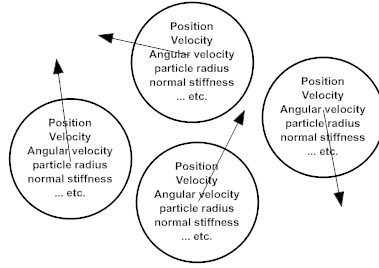 Position
Velocity
Angular velocity
particle radius
normal stiffness
... etc.
Position
Velocity
Angular velocity
particle radius
normal stiffness
... etc.
Position
Velocity
Angular velocity
particle radius
normal stiffness
... etc.
Position
Velocity
Angular velocity
particle radius
normal stiffness
... etc.